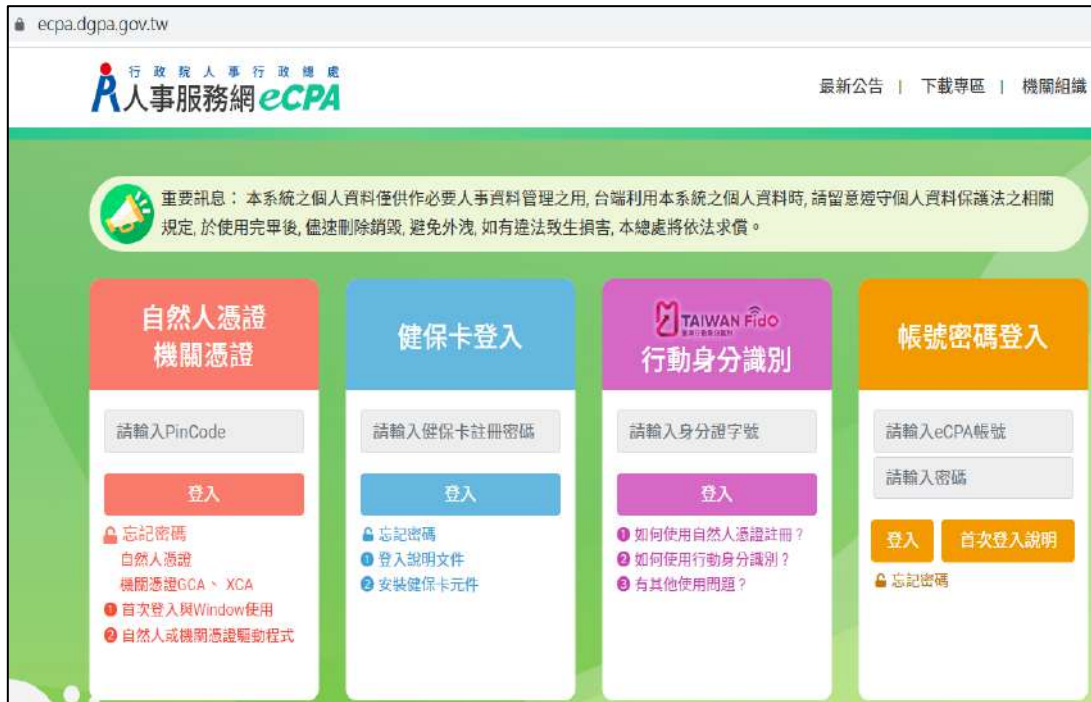 ecpa.dgpa.gov.tw
行政院人事行政總處
人事服務網 eCPA
最新公告 | 下載專區 | 機關組織
重要訊息： 本系統之個人資料僅供作必要人事資料管理之用, 台端利用本系統之個人資料時, 請留意遵守個人資料保護法之相關
規定, 於使用完畢後, 儘速刪除銷毀, 避免外洩, 如有違法致生損害, 本總處將依法求償。
自然人憑證
機關憑證
請輸入PinCode
登入
忘記密碼
自然人憑證
機關憑證GCA、XCA
1 首次登入與Window使用
2 自然人或機關憑證驅動程式
健保卡登入
請輸入健保卡註冊密碼
登入
忘記密碼
1 登入說明文件
2 安裝健保卡元件
TAIWAN FidO
行動身分識別
請輸入身分證字號
登入
1 如何使用自然人憑證註冊？
2 如何使用行動身分識別？
3 有其他使用問題？
帳號密碼登入
請輸入eCPA帳號
請輸入密碼
登入 首次登入說明
忘記密碼